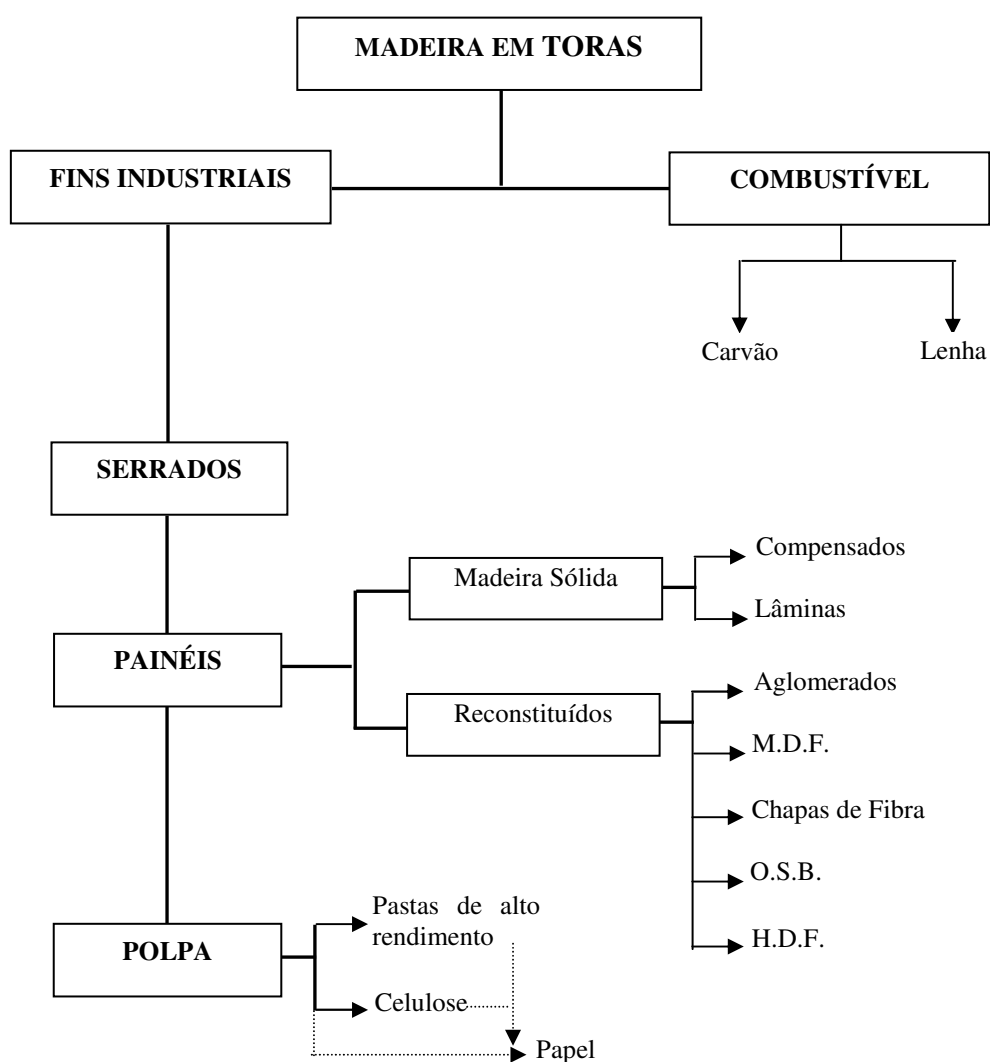 MADEIRA EM TORAS
FINS INDUSTRIAIS
COMBUSTÍVEL
Carvão
Lenha
SERRADOS
PAINÉIS
Madeira Sólida
Compensados
Lâminas
Reconstituídos
Aglomerados
M.D.F.
Chapas de Fibra
O.S.B.
H.D.F.
POLPA
Pastas de alto
rendimento
Celulose
Papel